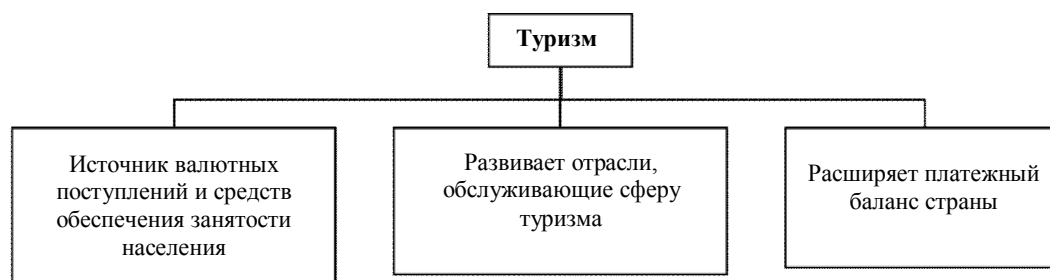 Туризм
Источник валютных
поступлений и средств
обеспечения занятости
населения
Развивает отрасли,
обслуживающие сферу
туризма
Расширяет платежный
баланс страны